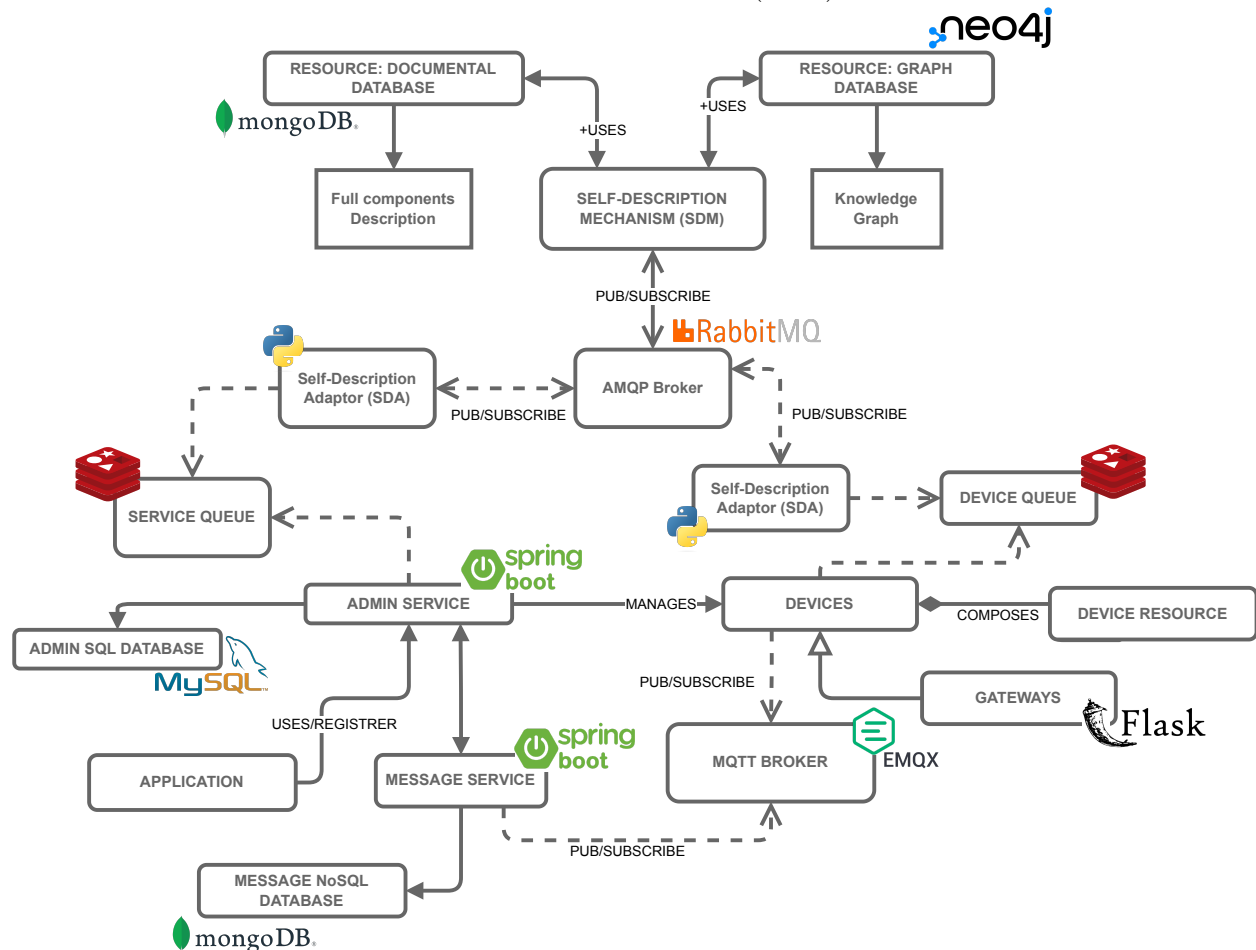 neo4j
RESOURCE: DOCUMENTAL
DATABASE
RESOURCE: GRAPH
DATABASE
mongoDB.
+USES
+USES
Full components
Description
SELF-DESCRIPTION
MECHANISM (SDM)
Knowledge
Graph
PUB/SUBSCRIBE
RabbitMQ
Self-Description
Adaptor (SDA)
AMQP Broker
PUB/SUBSCRIBE
PUB/SUBSCRIBE
SERVICE QUEUE
Self-Description
Adaptor (SDA)
DEVICE QUEUE
spring
boot
ADMIN SERVICE
MANAGES
DEVICES
COMPOSES
DEVICE RESOURCE
ADMIN SQL DATABASE
MySQL
PUB/SUBSCRIBE
GATEWAYS
Flask
USES/REGISTRER
spring
boot
MQTT BROKER
EMQX
APPLICATION
MESSAGE SERVICE
PUB/SUBSCRIBE
MESSAGE NoSQL
DATABASE
mongoDB.